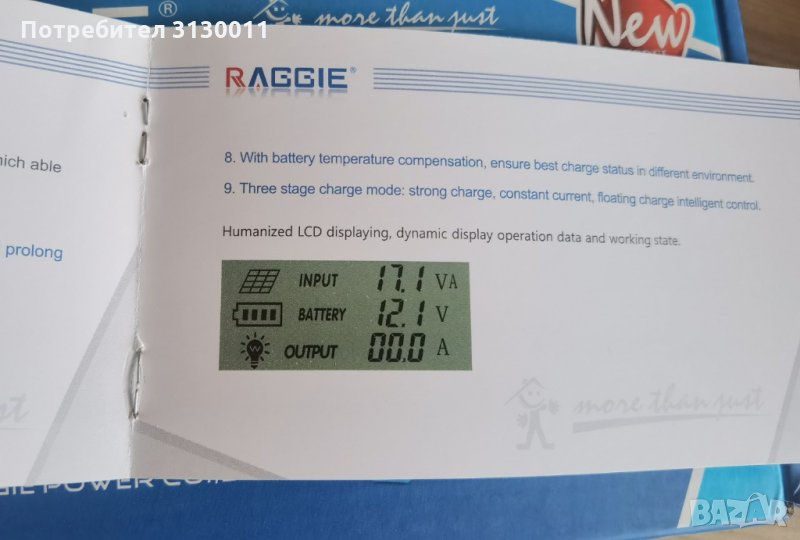 Потребител 3130011
®
more than just
New
RAGGIE®
hich able
8. With battery temperature compensation, ensure best charge status in different environment.
9. Three stage charge mode: strong charge, constant current, floating charge intelligent control.
prolong
Humanized LCD displaying, dynamic display operation data and working state.
INPUT 17.1 VA
BATTERY 12.1 V
OUTPUT 00.0 A
more than just
POWER
BAZAR